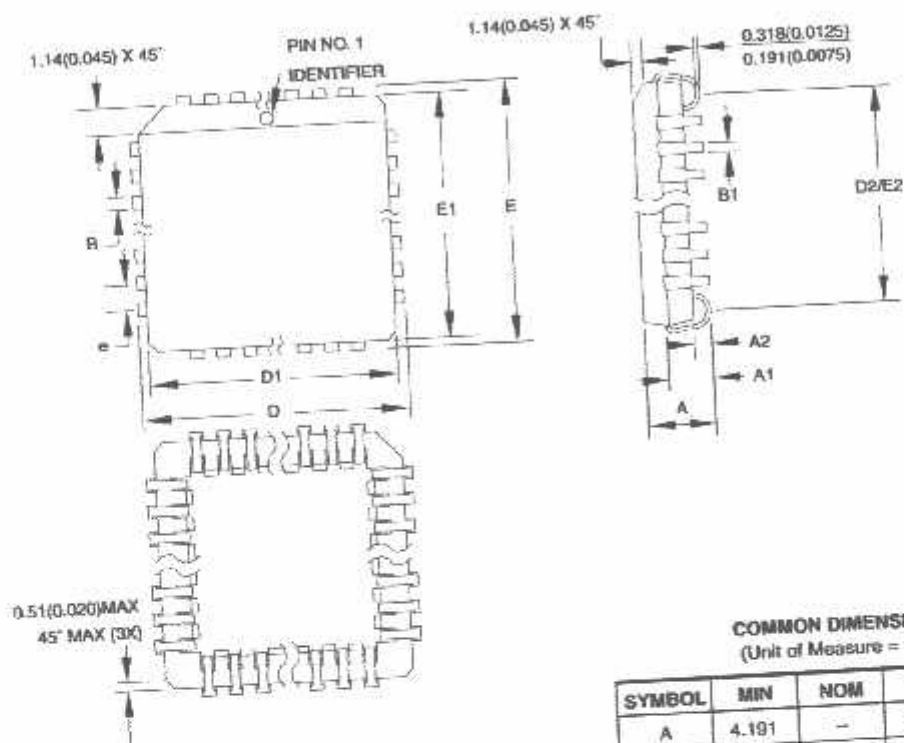 1.14(0.045) X 45°
PIN NO. 1
IDENTIFIER
1.14(0.045) X 45°
0.318(0.0125)
0.191(0.0075)
E1
E
B
e
D1
D
B1
D2/E2
A2
A1
A
0.51(0.020)MAX
45° MAX (3X)
COMMON DIMENS
(Unit of Measure =
SYMBOL MIN NOM
A 4.191 –